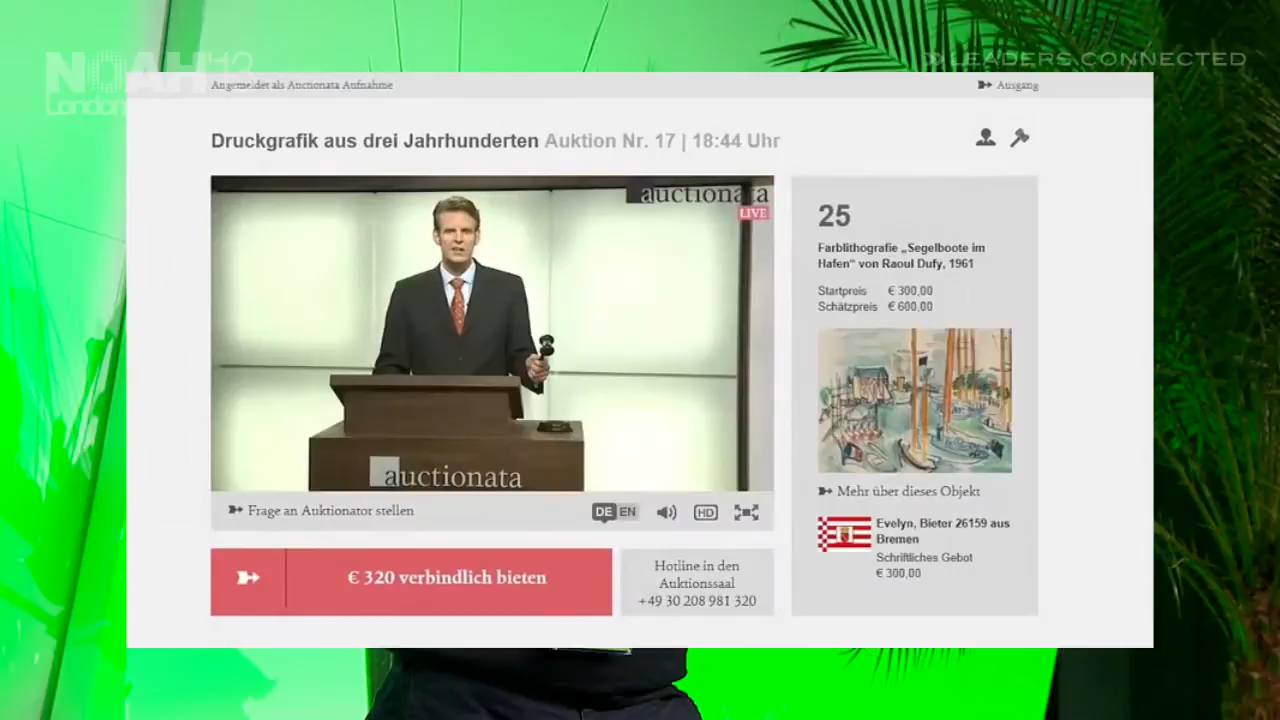 NOAH'13
London
LEADERS CONNECTED
Angemeldet als Auctionata Aufnahme
Ausgang
Druckgrafik aus drei Jahrhunderten Auktion Nr. 17 | 18:44 Uhr
auctionata
LIVE
auctionata
Frage an Auktionator stellen
DE EN
HD
€ 320 verbindlich bieten
Hotline in den
Auktionssaal
+49 30 208 981 320
25
Farblithografie „Segelboote im
Hafen“ von Raoul Dufy, 1961
Startpreis € 300,00
Schätzpreis € 600,00
Mehr über dieses Objekt
Evelyn, Bieter 26159 aus
Bremen
Schriftliches Gebot
€ 300,00